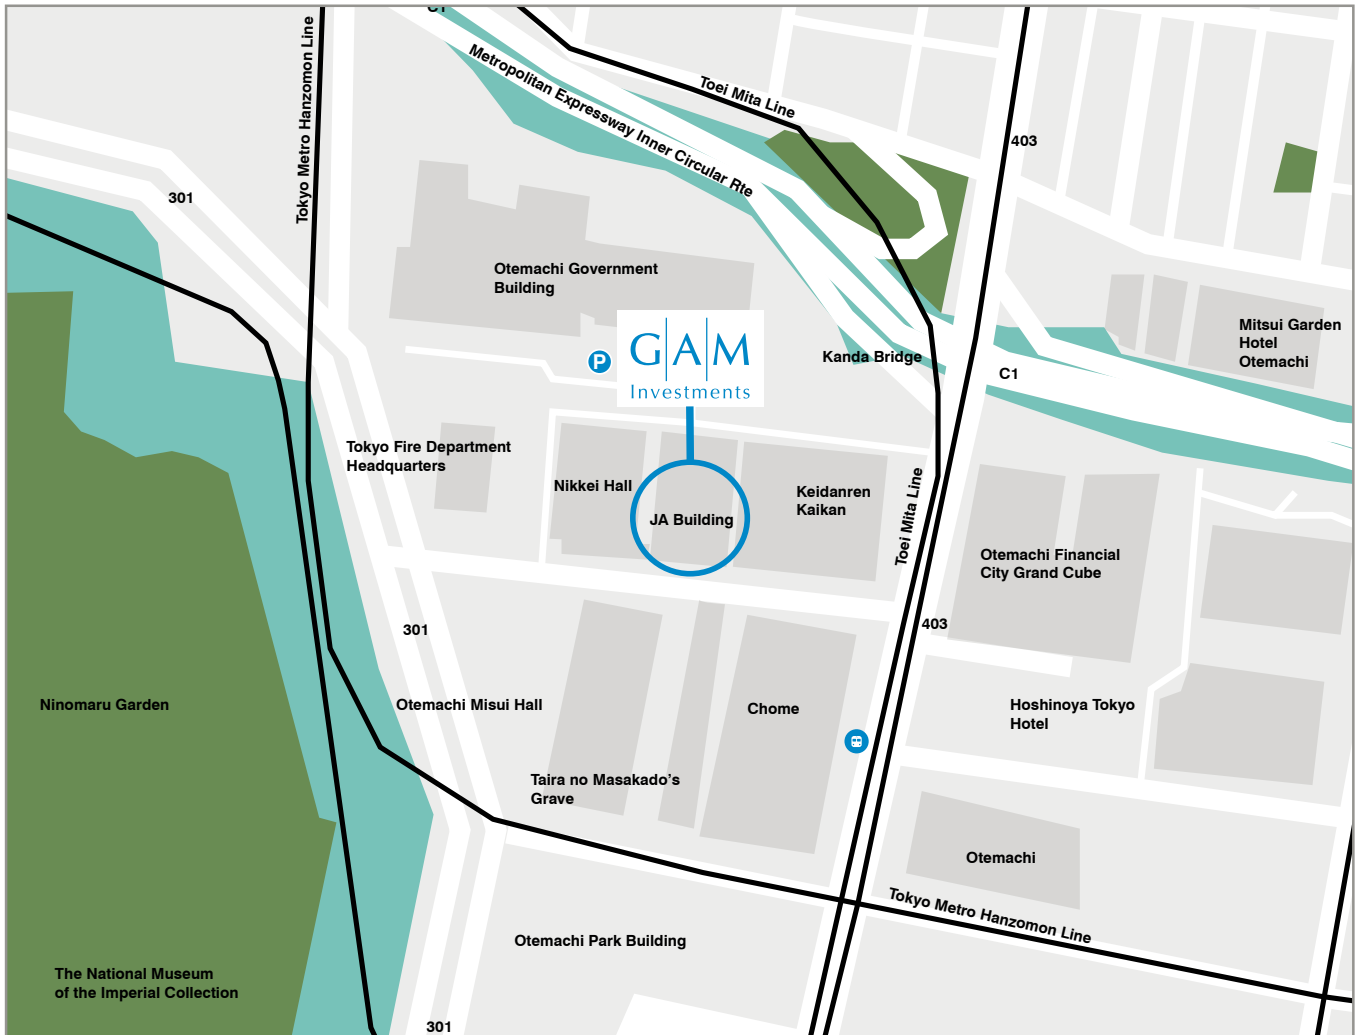 C1
Tokyo Metro Hanzomon Line
Metropolitan Expressway Inner Circular Rte
Toei Mita Line
403
301
Otemachi Government
Building
P
GAM
Investments
Kanda Bridge
Mitsui Garden
Hotel
Otemachi
C1
Tokyo Fire Department
Headquarters
Nikkei Hall
JA Building
Keidanren
Kaikan
Toei Mita Line
Otemachi Financial
City Grand Cube
301
403
Ninomaru Garden
Otemachi Misui Hall
Chome
Hoshinoya Tokyo
Hotel
Taira no Masakado’s
Grave
Otemachi
Tokyo Metro Hanzomon Line
Otemachi Park Building
The National Museum
of the Imperial Collection
301